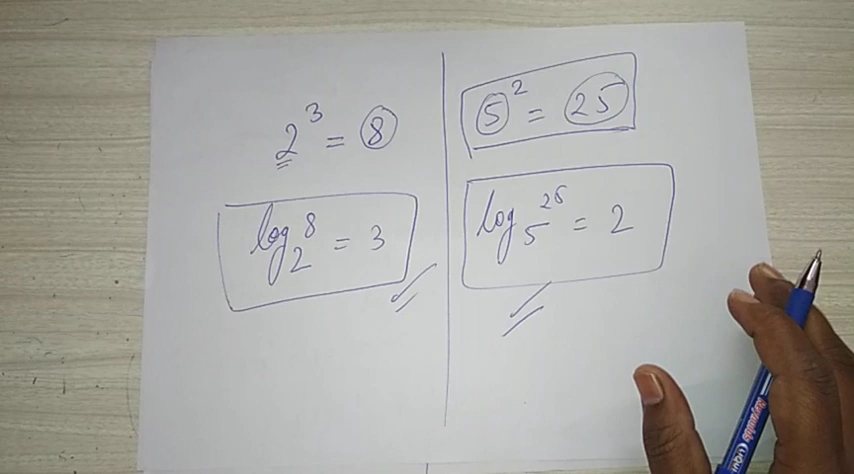 2³ = 8
log₂⁸ = 3
5² = 25
log₅²⁵ = 2